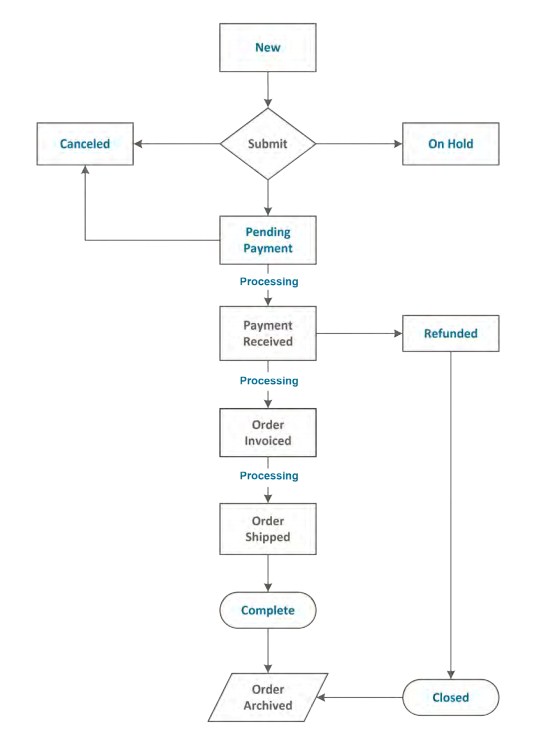 New
Canceled
Submit
On Hold
Pending
Payment
Processing
Payment
Received
Refunded
Processing
Order
Invoiced
Processing
Order
Shipped
Complete
Order
Archived
Closed